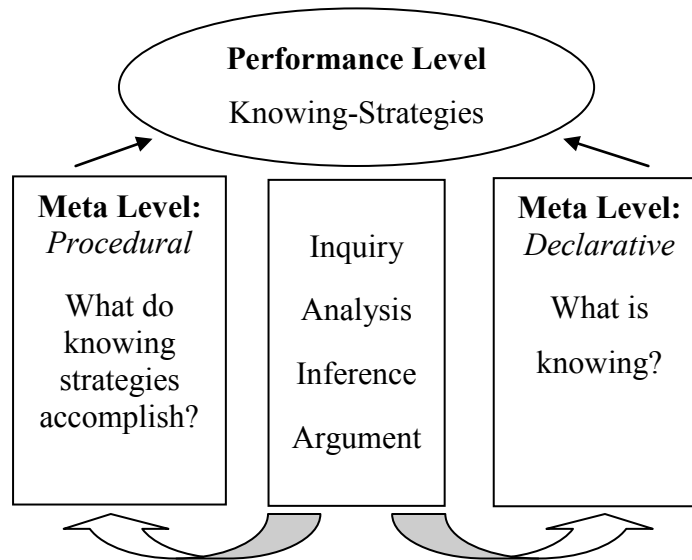 Performance Level
Knowing-Strategies
Meta Level:
Procedural
What do
knowing
strategies
accomplish?
Inquiry
Analysis
Inference
Argument
Meta Level:
Declarative
What is
knowing?